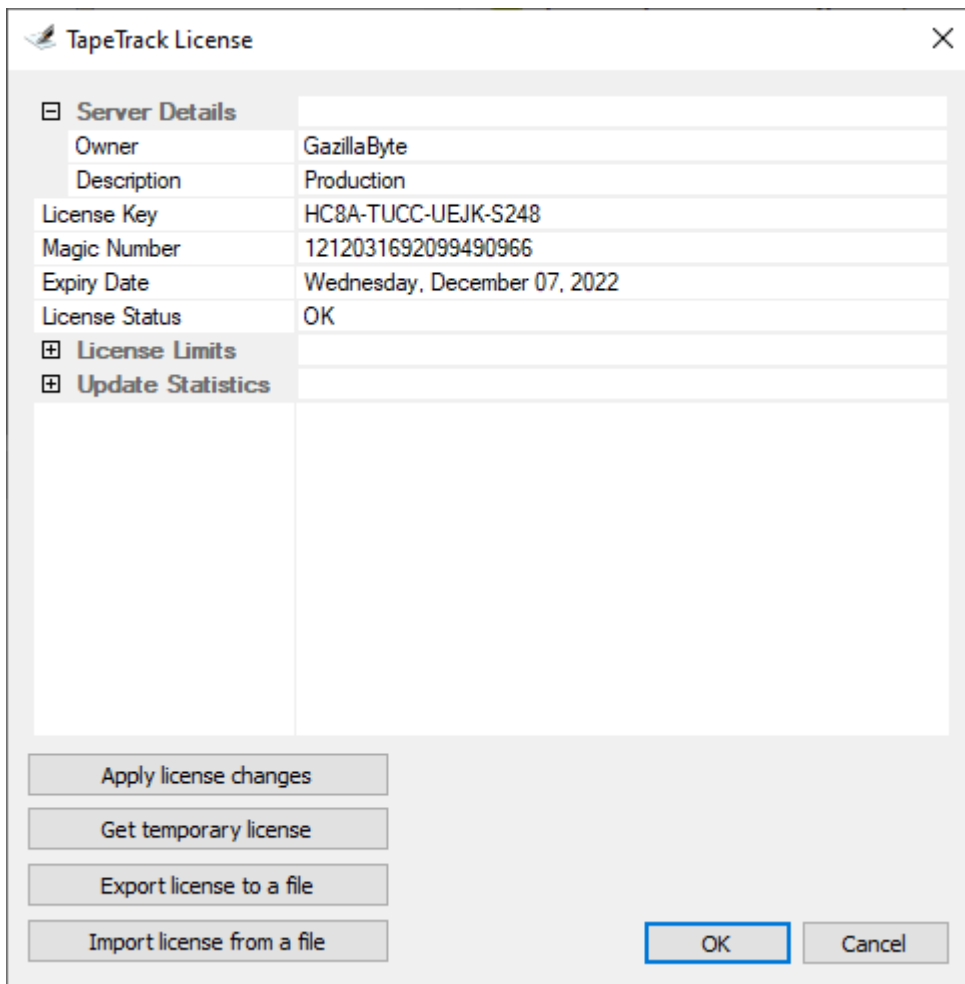 TapeTrack License
Server Details
Owner GazillaByte
Description Production
License Key HC8A-TUCC-UEJK-S248
Magic Number 1212031692099490966
Expiry Date Wednesday, December 07, 2022
License Status OK
License Limits
Update Statistics
Apply license changes
Get temporary license
Export license to a file
Import license from a file
OK Cancel